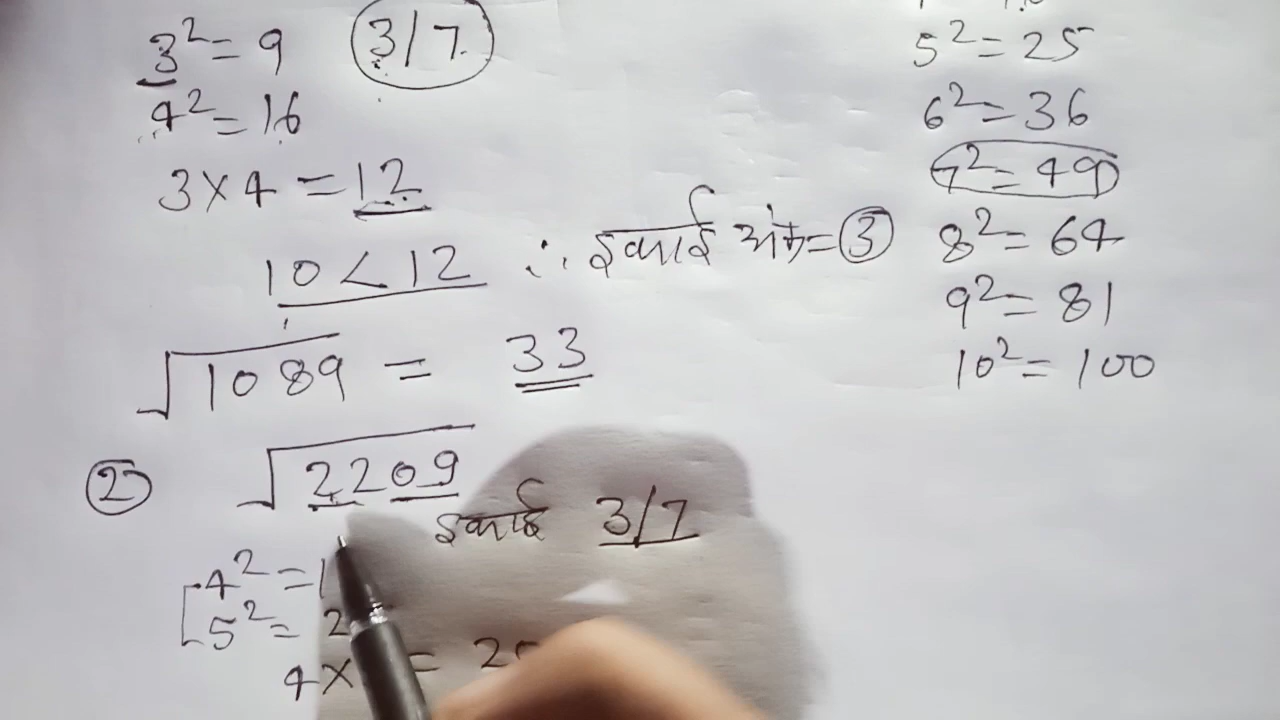 3² = 9 3/7
4² = 16
3 × 4 = 12
10 < 12 ∴ इकाई अंक = 3
√1089 = 33
2 √2209
इकाई 3/7
4² = 1
5² = 2
4 × = 2
5² = 25
6² = 36
7² = 49
8² = 64
9² = 81
10² = 100